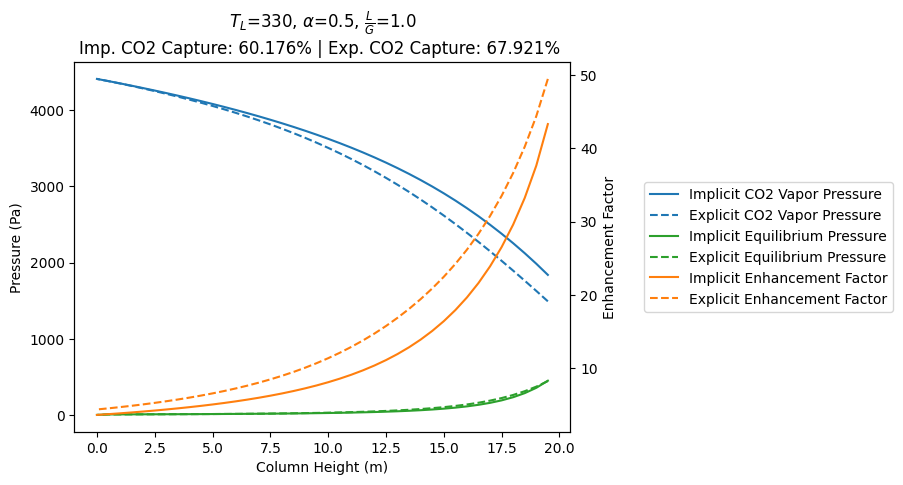 T_L=330, α=0.5, L/G=1.0
Imp. CO2 Capture: 60.176% | Exp. CO2 Capture: 67.921%
Pressure (Pa)
4000
3000
2000
1000
0
0.0 2.5 5.0 7.5 10.0 12.5 15.0 17.5 20.0
Column Height (m)
50
40
30
20
10
Enhancement Factor
Implicit CO2 Vapor Pressure
Explicit CO2 Vapor Pressure
Implicit Equilibrium Pressure
Explicit Equilibrium Pressure
Implicit Enhancement Factor
Explicit Enhancement Factor